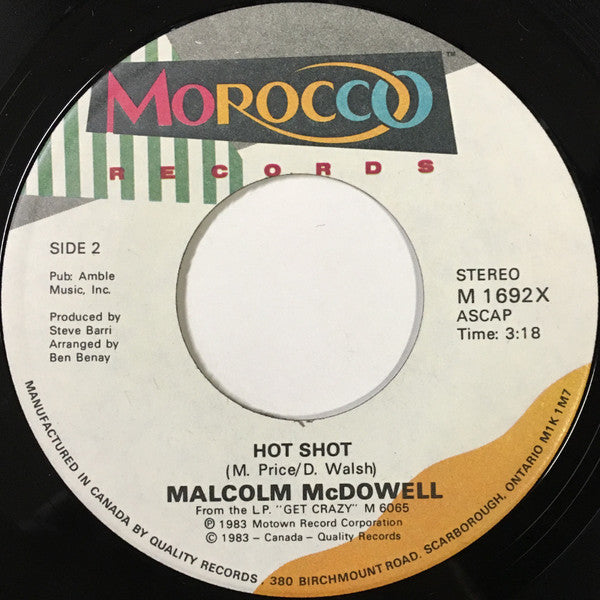 MOROCCO TM
RECORDS
SIDE 2
Pub: Amble
Music, Inc.
Produced by
Steve Barri
Arranged by
Ben Benay
STEREO
M 1692X
ASCAP
Time: 3:18
HOT SHOT
(M. Price/D. Walsh)
MALCOLM McDOWELL
From the L.P. "GET CRAZY" M 6065
Ⓟ 1983 Motown Record Corporation
© 1983 – Canada – Quality Records
MANUFACTURED IN CANADA BY QUALITY RECORDS, 380 BIRCHMOUNT ROAD, SCARBOROUGH, ONTARIO M1K 1M7